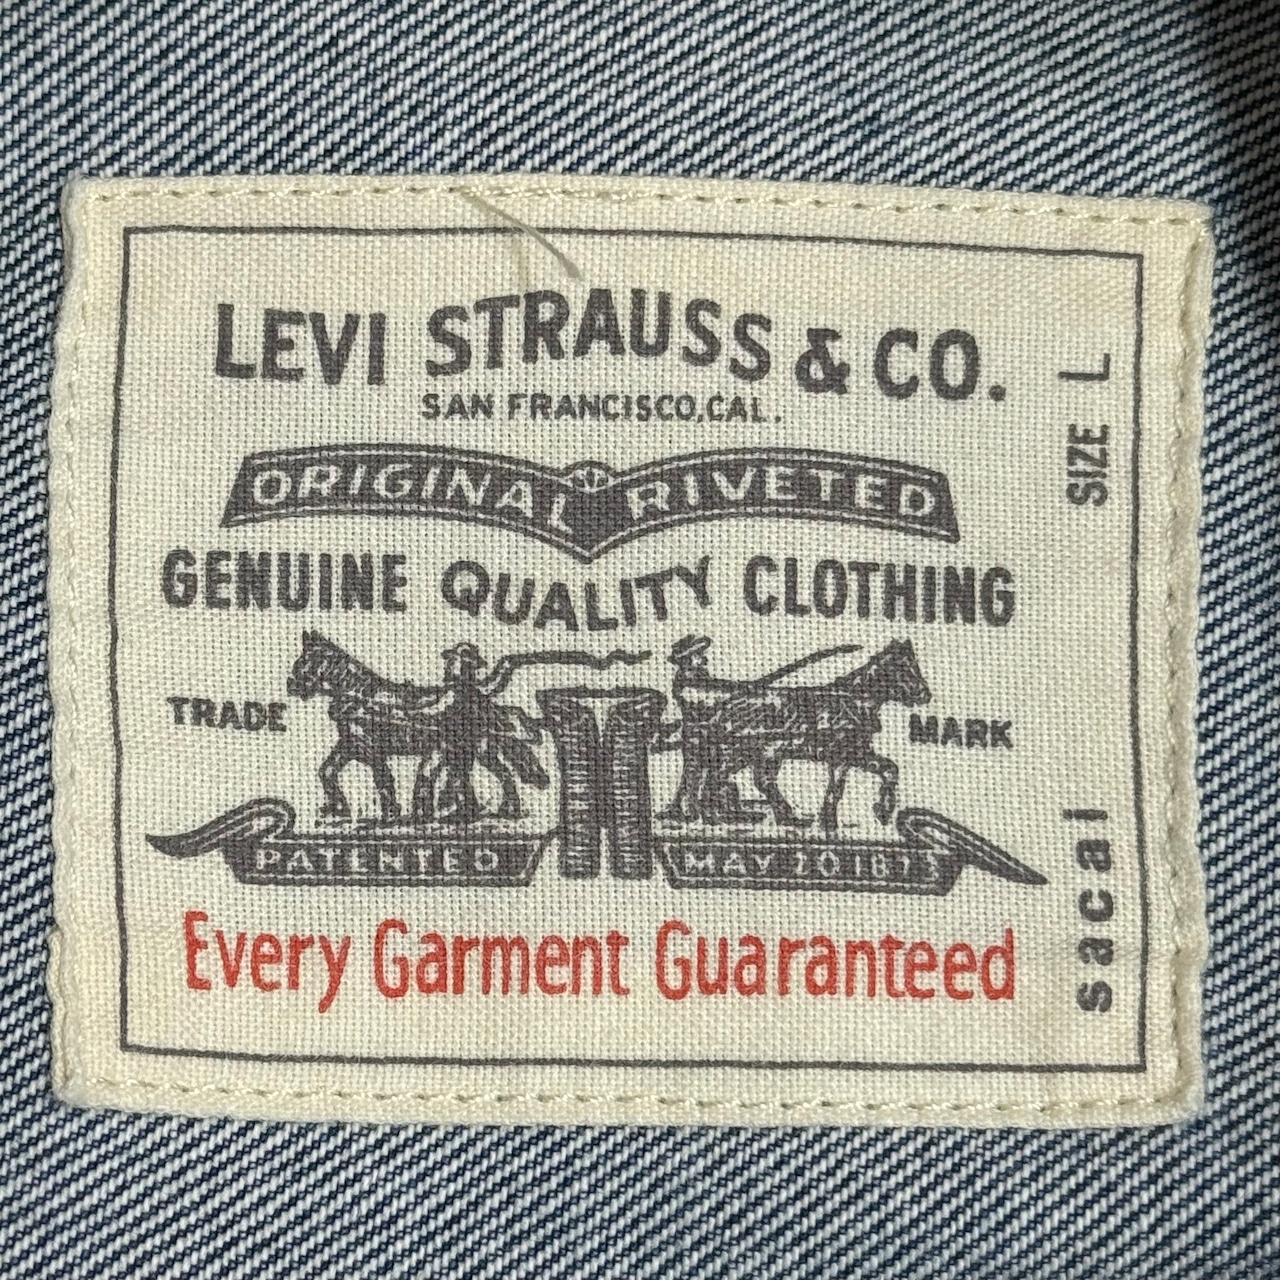 LEVI STRAUSS & CO.
SAN FRANCISCO, CAL.
ORIGINAL RIVETED
GENUINE QUALITY CLOTHING
TRADE MARK
PATENTED MAY 20 1873
Every Garment Guaranteed
SIZE L
sacai